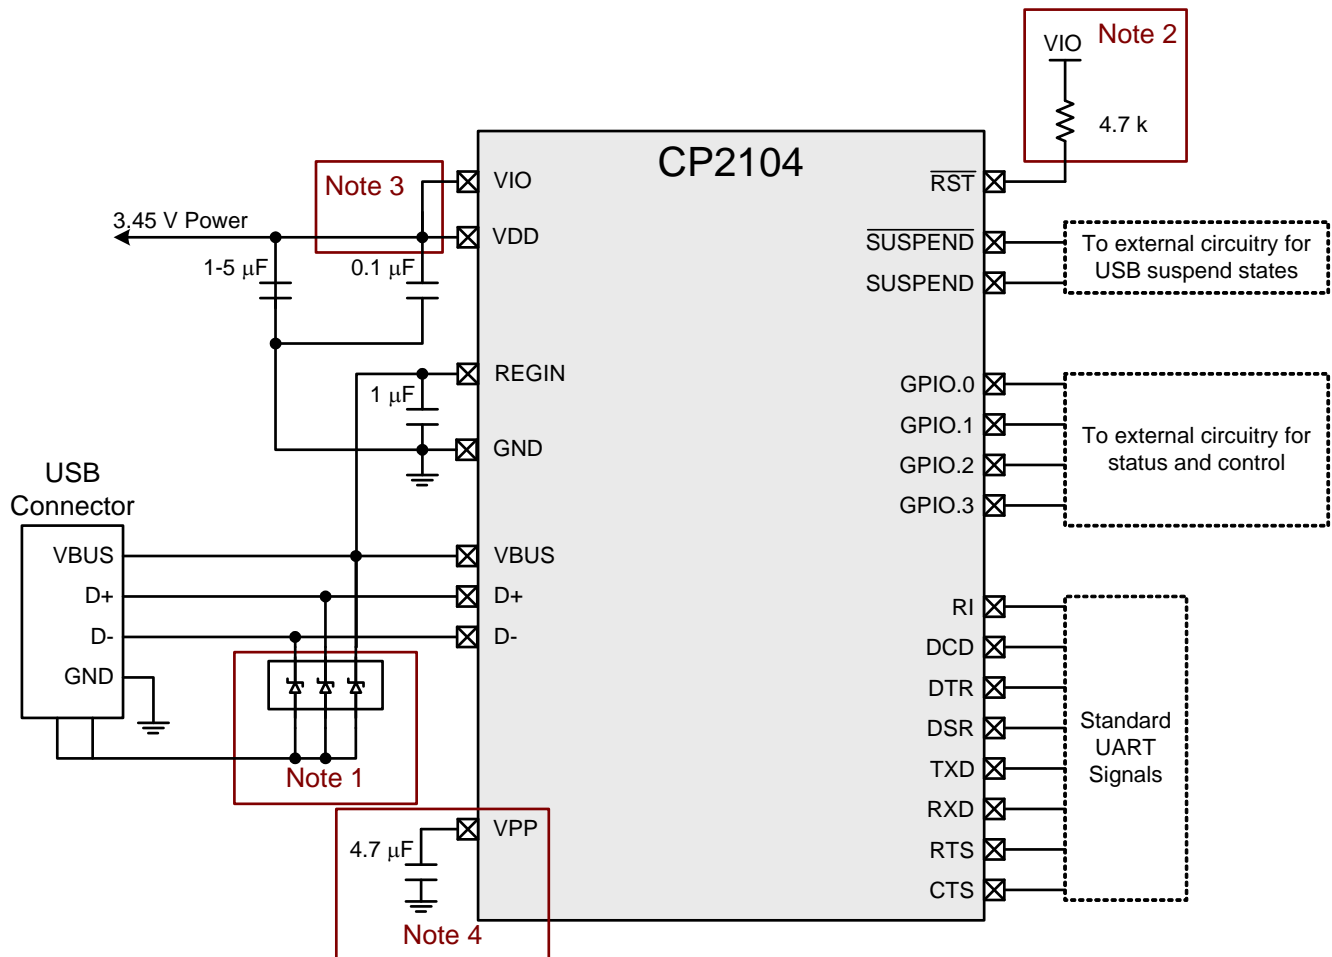 Note 2
VIO
4.7 k
CP2104
Note 3
VIO
RST
3.45 V Power
VDD
SUSPEND
To external circuitry for
USB suspend states
1-5 μF
0.1 μF
SUSPEND
REGIN
1 μF
GPIO.0
GPIO.1
To external circuitry for
status and control
GND
GPIO.2
GPIO.3
USB
Connector
VBUS
VBUS
D+
D+
RI
D-
D-
DCD
GND
DTR
DSR
Standard
UART
Signals
Note 1
TXD
RXD
VPP
4.7 μF
RTS
CTS
Note 4